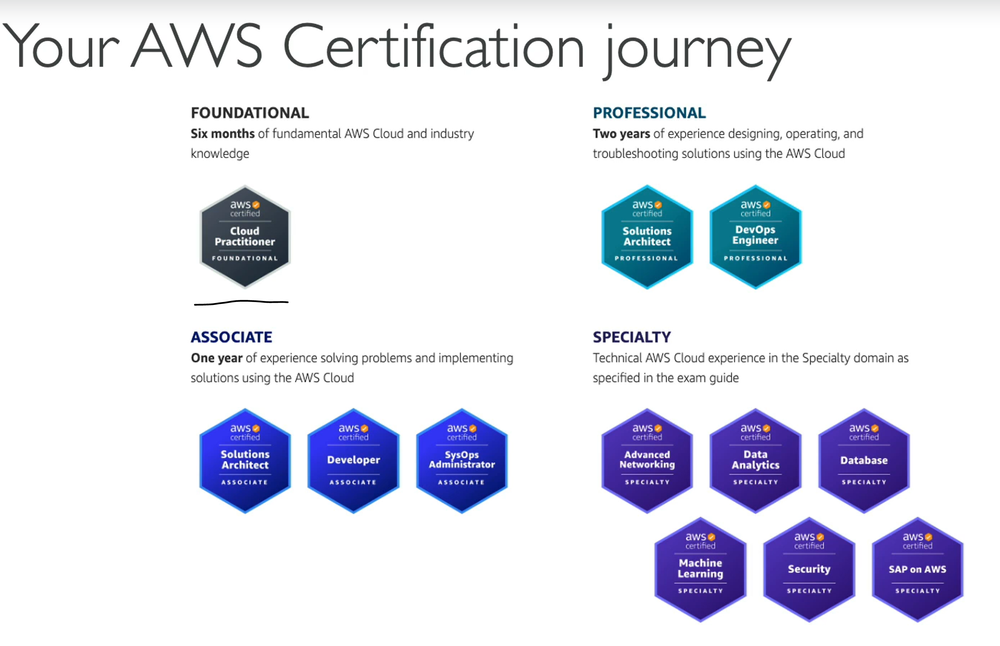 Your AWS Certification journey
FOUNDATIONAL
Six months of fundamental AWS Cloud and industry
knowledge
aws
certified
Cloud
Practitioner
FOUNDATIONAL
PROFESSIONAL
Two years of experience designing, operating, and
troubleshooting solutions using the AWS Cloud
aws
certified
Solutions
Architect
PROFESSIONAL
aws
certified
DevOps
Engineer
PROFESSIONAL
ASSOCIATE
One year of experience solving problems and implementing
solutions using the AWS Cloud
aws
certified
Solutions
Architect
ASSOCIATE
aws
certified
Developer
ASSOCIATE
aws
certified
SysOps
Administrator
ASSOCIATE
SPECIALTY
Technical AWS Cloud experience in the Specialty domain as
specified in the exam guide
aws
certified
Advanced
Networking
SPECIALTY
aws
certified
Data
Analytics
SPECIALTY
aws
certified
Database
SPECIALTY
aws
certified
Machine
Learning
SPECIALTY
aws
certified
Security
SPECIALTY
aws
certified
SAP on AWS
SPECIALTY